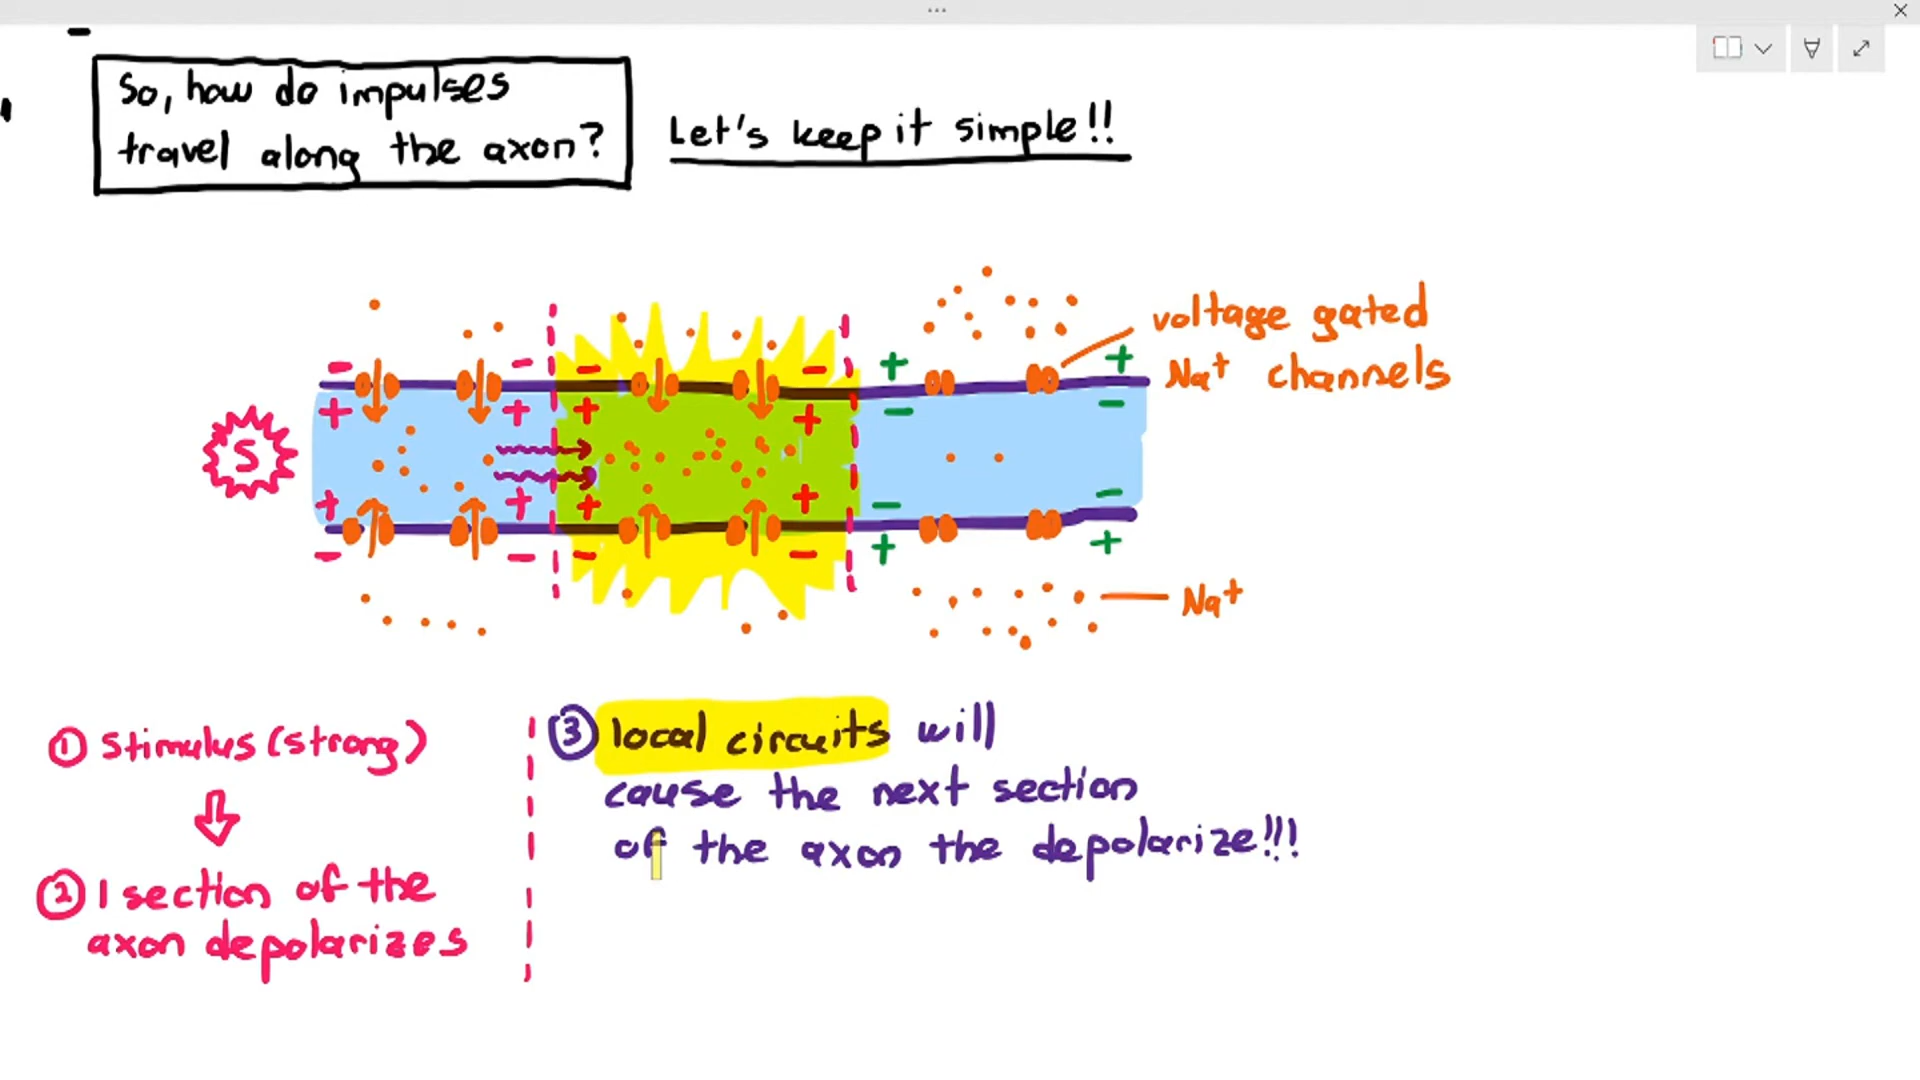 So, how do impulses
travel along the axon?
Let's keep it simple!!
voltage gated
Na+ channels
S
Na+
① Stimulus (strong)
② 1 section of the
axon depolarizes
③ local circuits will
cause the next section
of the axon the depolarize!!!